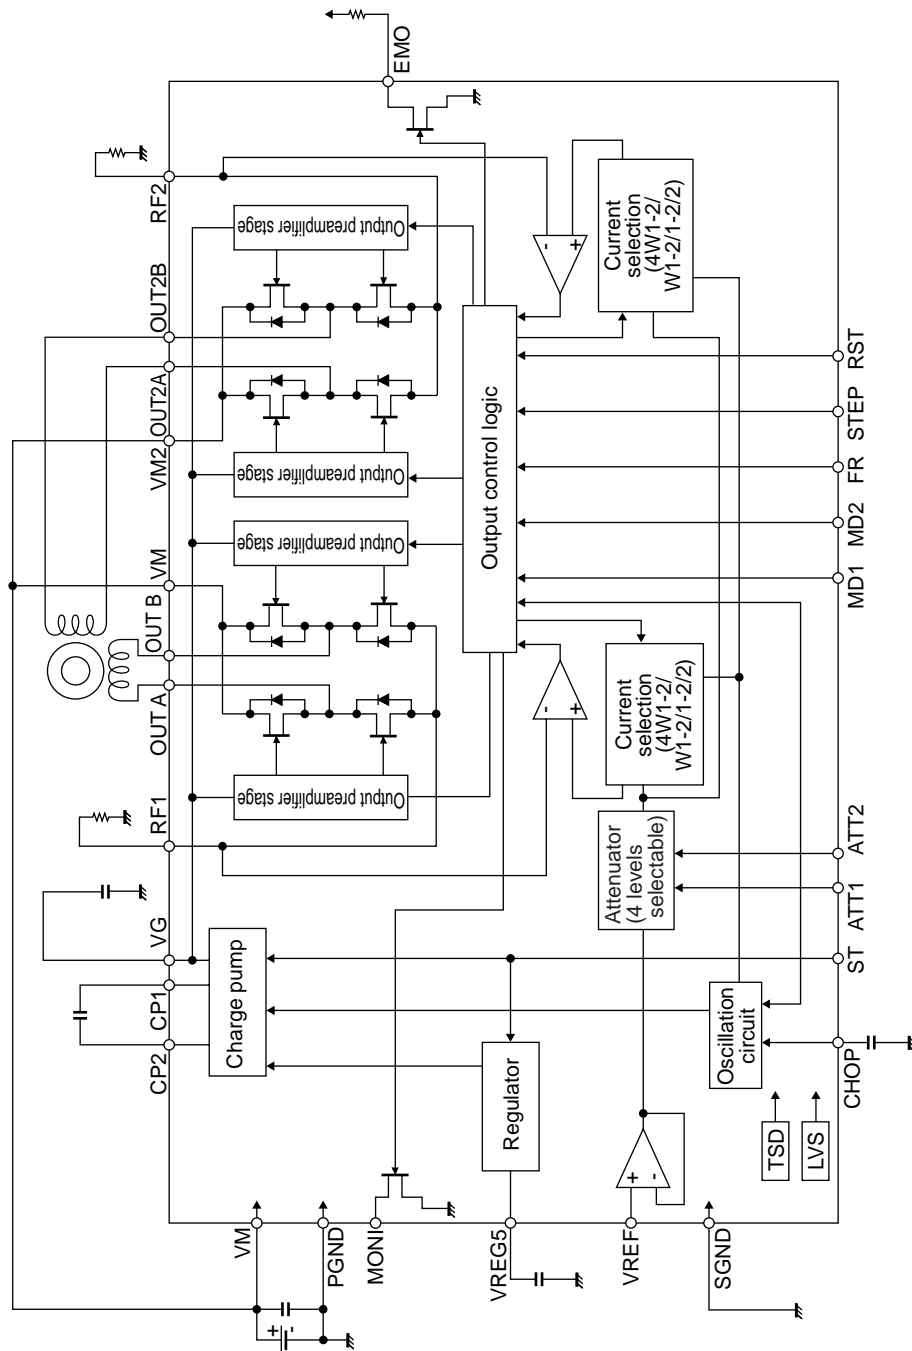 EMO
RF2
OUT2B
OUT2A
VM2
VM
OUT B
OUT A
RF1
VG
CP1
CP2
Output preamplifier stage
Output preamplifier stage
Output preamplifier stage
Output preamplifier stage
-
+
Current
selection
(4W1-2/
W1-2/1-2/2)
Output control logic
RST
STEP
FR
MD2
MD1
-
+
Current
selection
(4W1-2/
W1-2/1-2/2)
Attenuator
(4 levels
selectable)
ATT2
ATT1
ST
Charge pump
Oscillation
circuit
CHOP
Regulator
TSD
LVS
+
-
VM
PGND
MONI
VREG5
VREF
SGND
+
-